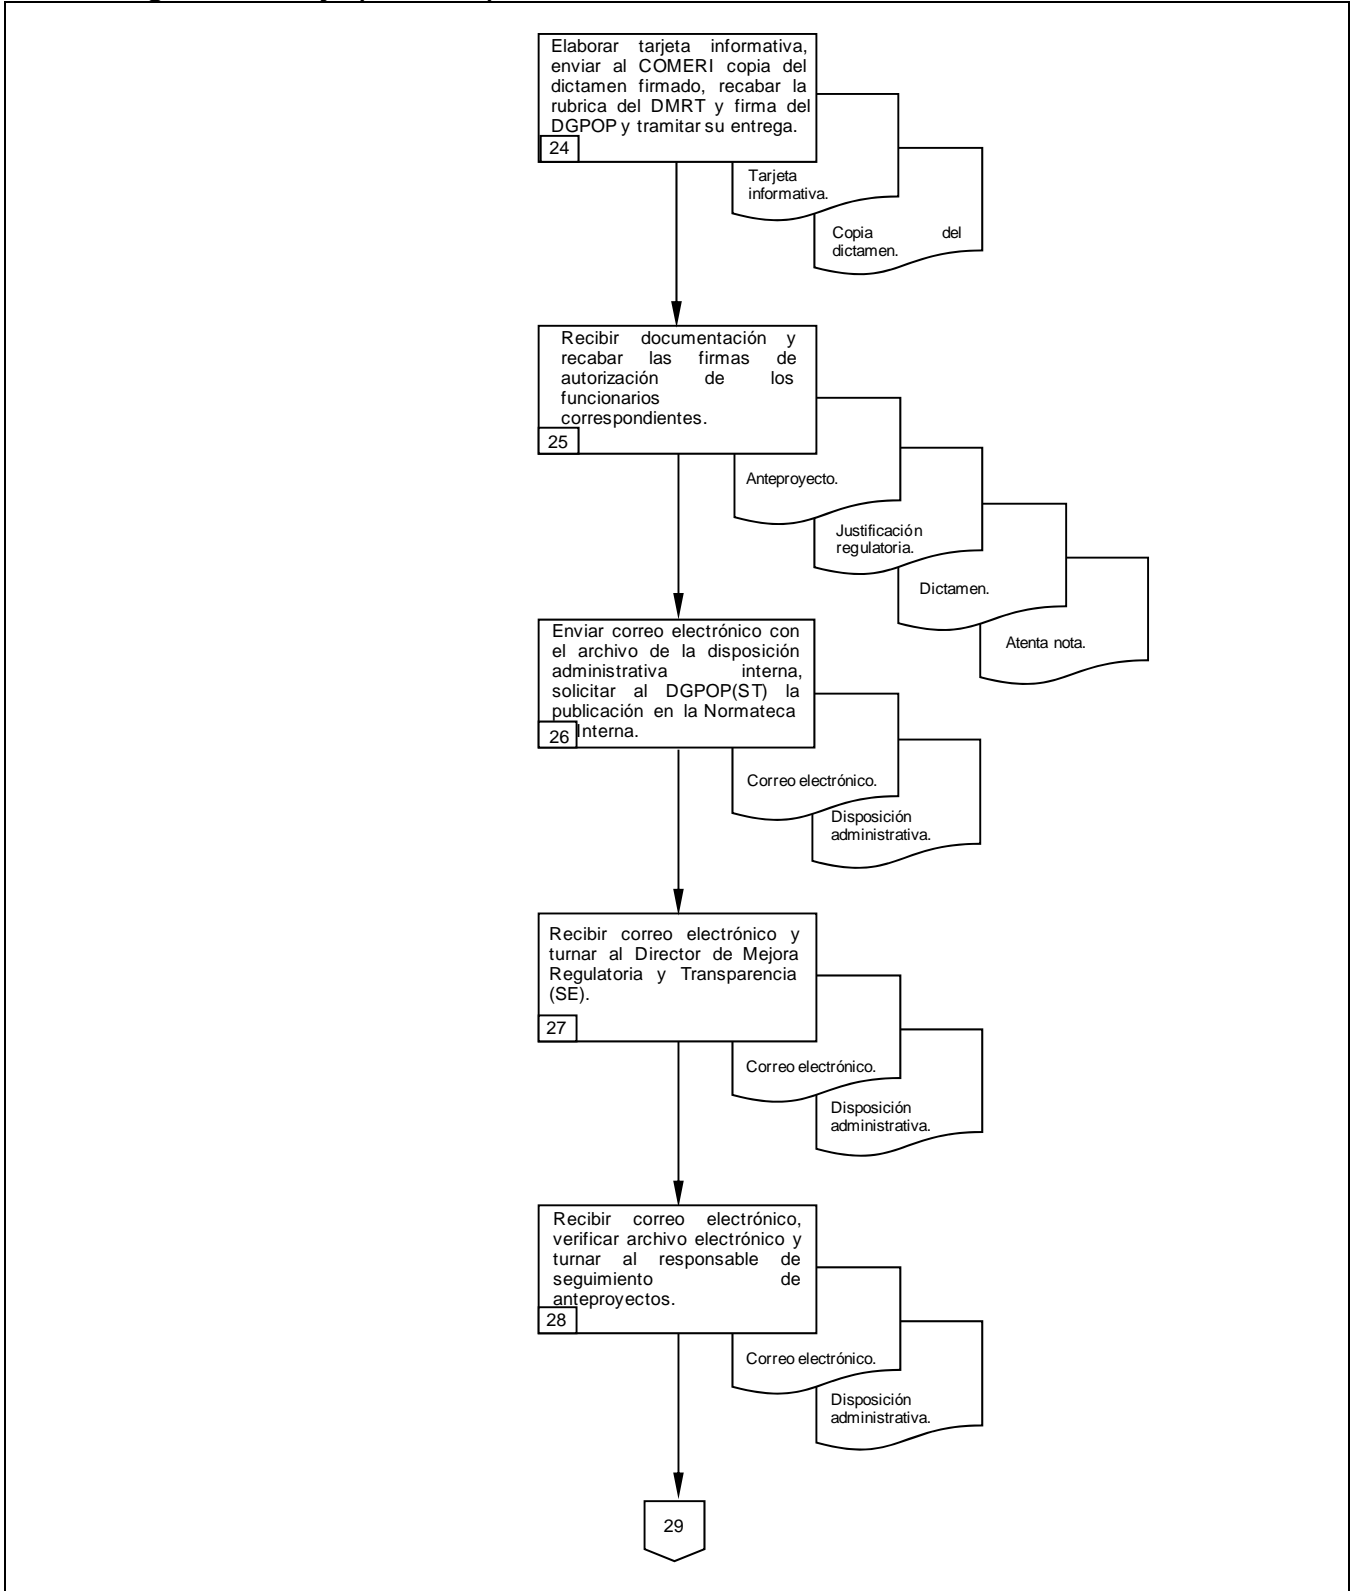 Elaborar tarjeta informativa,
enviar al COMERI copia del
dictamen firmado, recabar la
rubrica del DMRT y firma del
DGPOP y tramitar su entrega.
24
Tarjeta
informativa.
Copia del
dictamen.
Recibir documentación y
recabar las firmas de
autorización de los
funcionarios
correspondientes.
25
Anteproyecto.
Justificación
regulatoria.
Dictamen.
Atenta nota.
Enviar correo electrónico con
el archivo de la disposición
administrativa interna,
solicitar al DGPOP(ST) la
publicación en la Normateca
Interna.
26
Correo electrónico.
Disposición
administrativa.
Recibir correo electrónico y
turnar al Director de Mejora
Regulatoria y Transparencia
(SE).
27
Correo electrónico.
Disposición
administrativa.
Recibir correo electrónico,
verificar archivo electrónico y
turnar al responsable de
seguimiento de
anteproyectos.
28
Correo electrónico.
Disposición
administrativa.
29